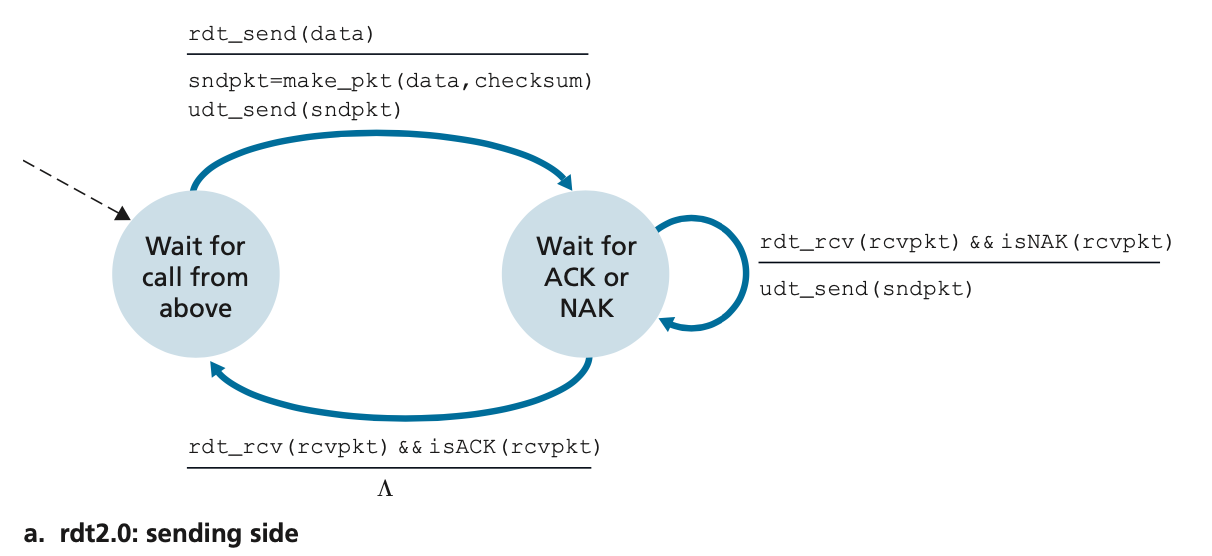 rdt_send(data)
sndpkt=make_pkt(data,checksum)
udt_send(sndpkt)
Wait for
call from
above
Wait for
ACK or
NAK
rdt_rcv(rcvpkt) && isNAK(rcvpkt)
udt_send(sndpkt)
rdt_rcv(rcvpkt) && isACK(rcvpkt)
Λ
a. rdt2.0: sending side